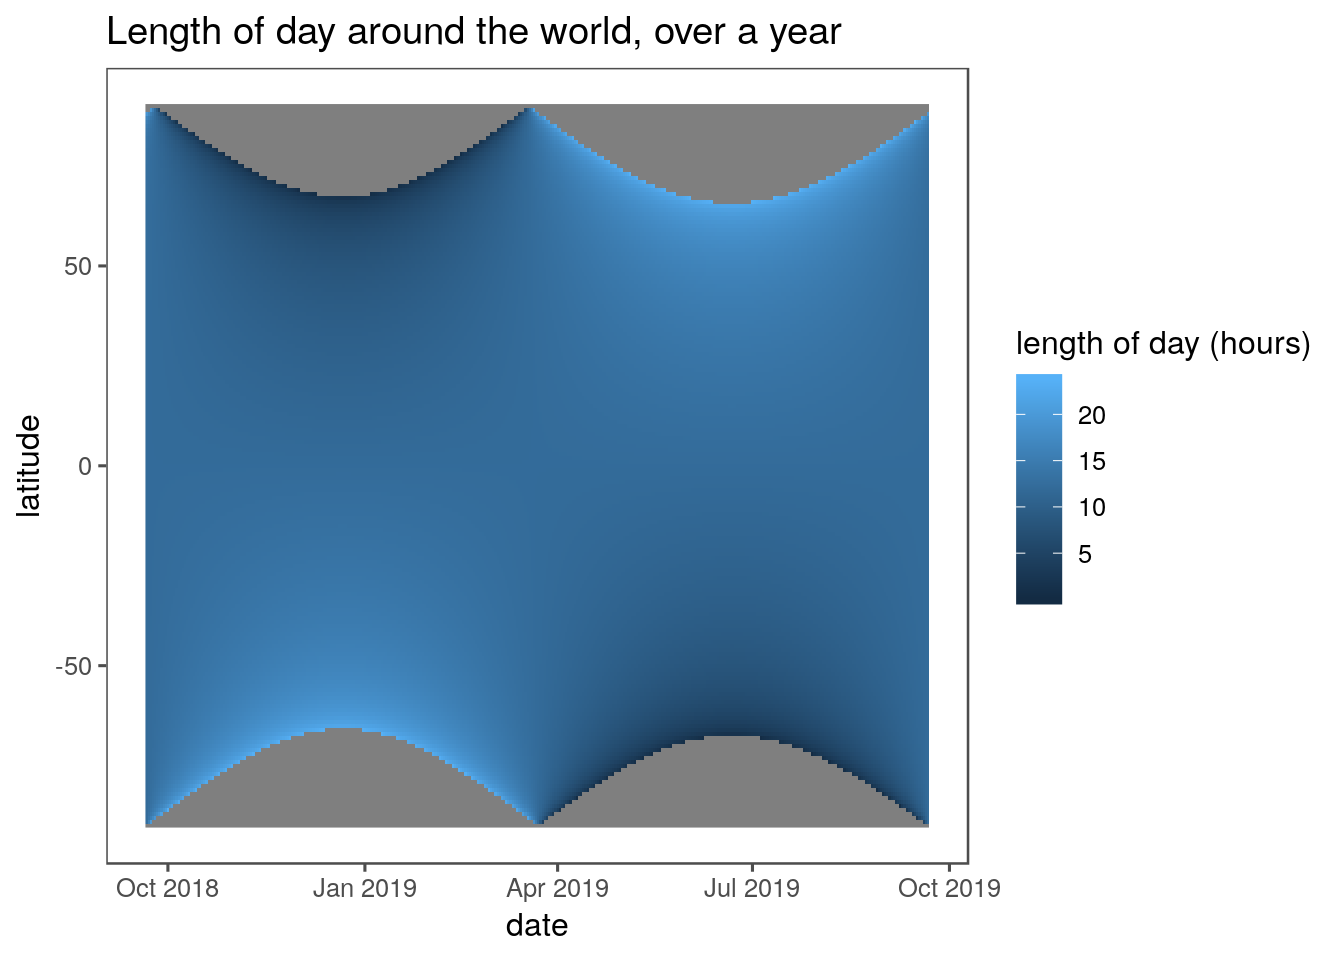 Length of day around the world, over a year
latitude
50
0
-50
Oct 2018
Jan 2019
Apr 2019
Jul 2019
Oct 2019
date
length of day (hours)
20
15
10
5